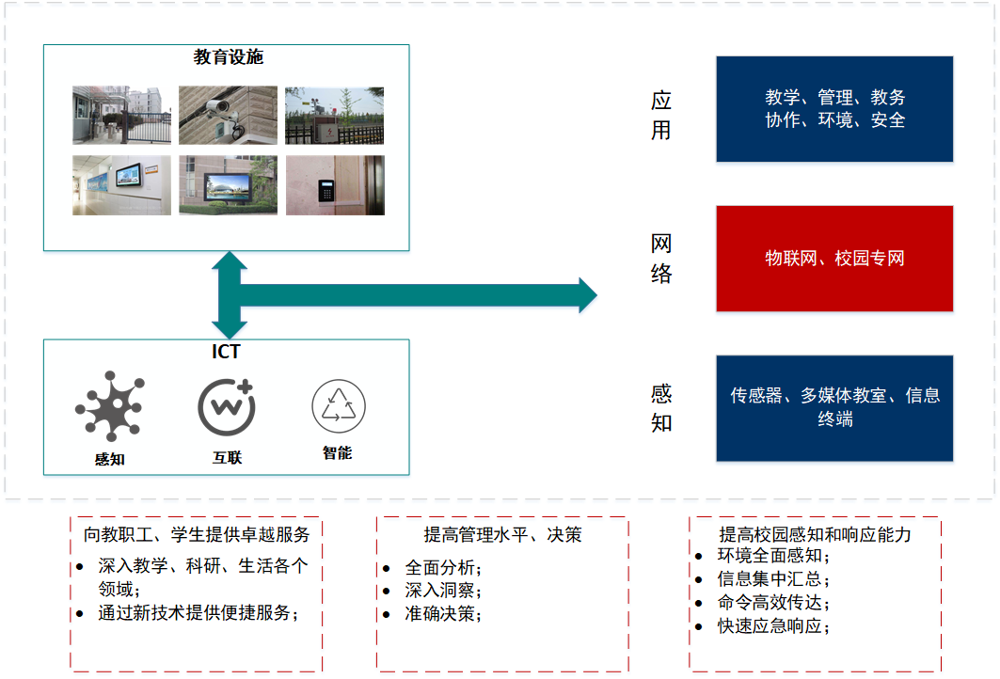 教育设施
ICT
感知
互联
智能
应
用
教学、管理、教务
协作、环境、安全
网
络
物联网、校园专网
感
知
传感器、多媒体教室、信息
终端
向教职工、学生提供卓越服务
● 深入教学、科研、生活各个
领域；
● 通过新技术提供便捷服务；
提高管理水平、决策
● 全面分析；
● 深入洞察；
● 准确决策；
提高校园感知和响应能力
● 环境全面感知；
● 信息集中汇总；
● 命令高效传达；
● 快速应急响应；